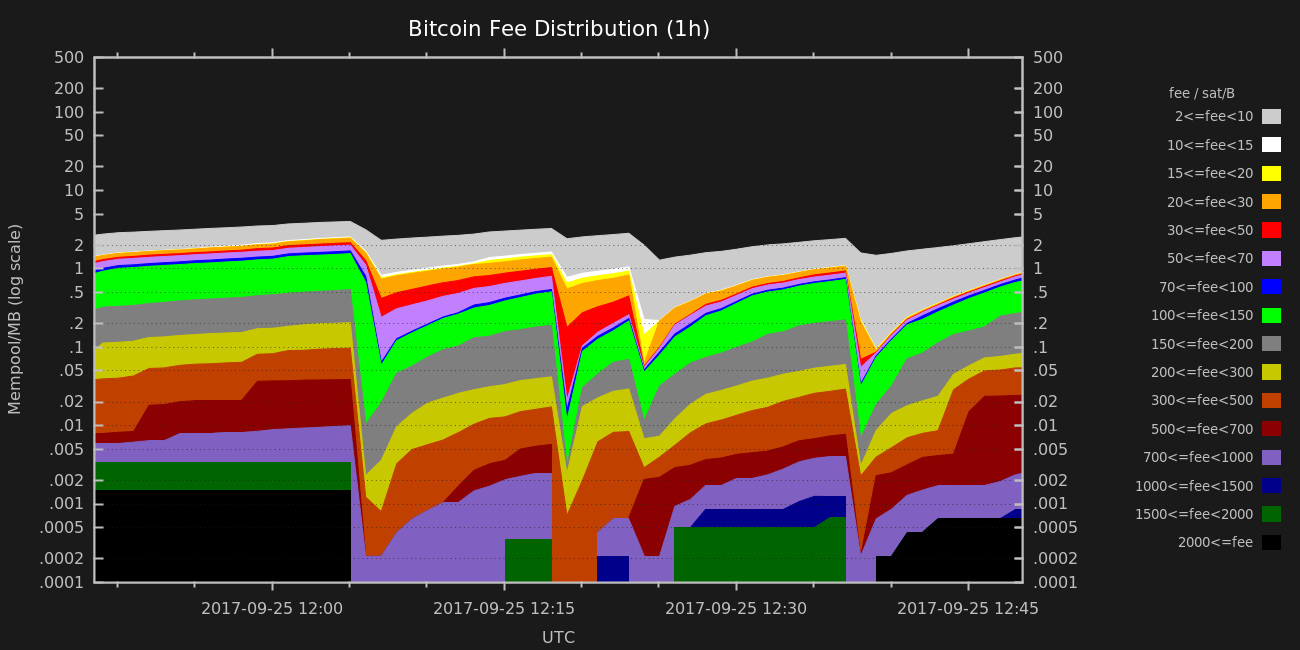 Bitcoin Fee Distribution (1h)
500
200
100
50
20
10
5
2
1
.5
.2
.1
.05
.02
.01
.005
.002
.001
.0005
.0002
.0001
Mempool/MB (log scale)
500
200
100
50
20
10
5
2
1
.5
.2
.1
.05
.02
.01
.005
.002
.001
.0005
.0002
.0001
2017-09-25 12:00
2017-09-25 12:15
2017-09-25 12:30
2017-09-25 12:45
UTC
fee / sat/B
2<=fee<10
10<=fee<15
15<=fee<20
20<=fee<30
30<=fee<50
50<=fee<70
70<=fee<100
100<=fee<150
150<=fee<200
200<=fee<300
300<=fee<500
500<=fee<700
700<=fee<1000
1000<=fee<1500
1500<=fee<2000
2000<=fee